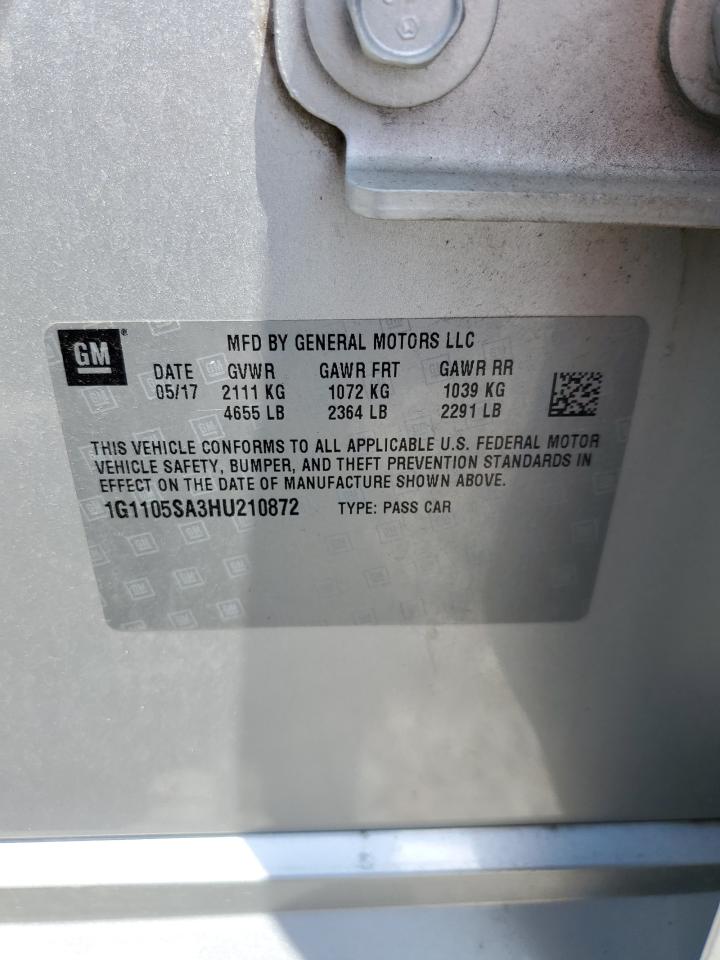 GM
MFD BY GENERAL MOTORS LLC
DATE GVWR GAWR FRT GAWR RR
05/17 2111 KG 1072 KG 1039 KG
4655 LB 2364 LB 2291 LB
THIS VEHICLE CONFORMS TO ALL APPLICABLE U.S. FEDERAL MOTOR
VEHICLE SAFETY, BUMPER, AND THEFT PREVENTION STANDARDS IN
EFFECT ON THE DATE OF MANUFACTURE SHOWN ABOVE.
1G1105SA3HU210872 TYPE: PASS CAR